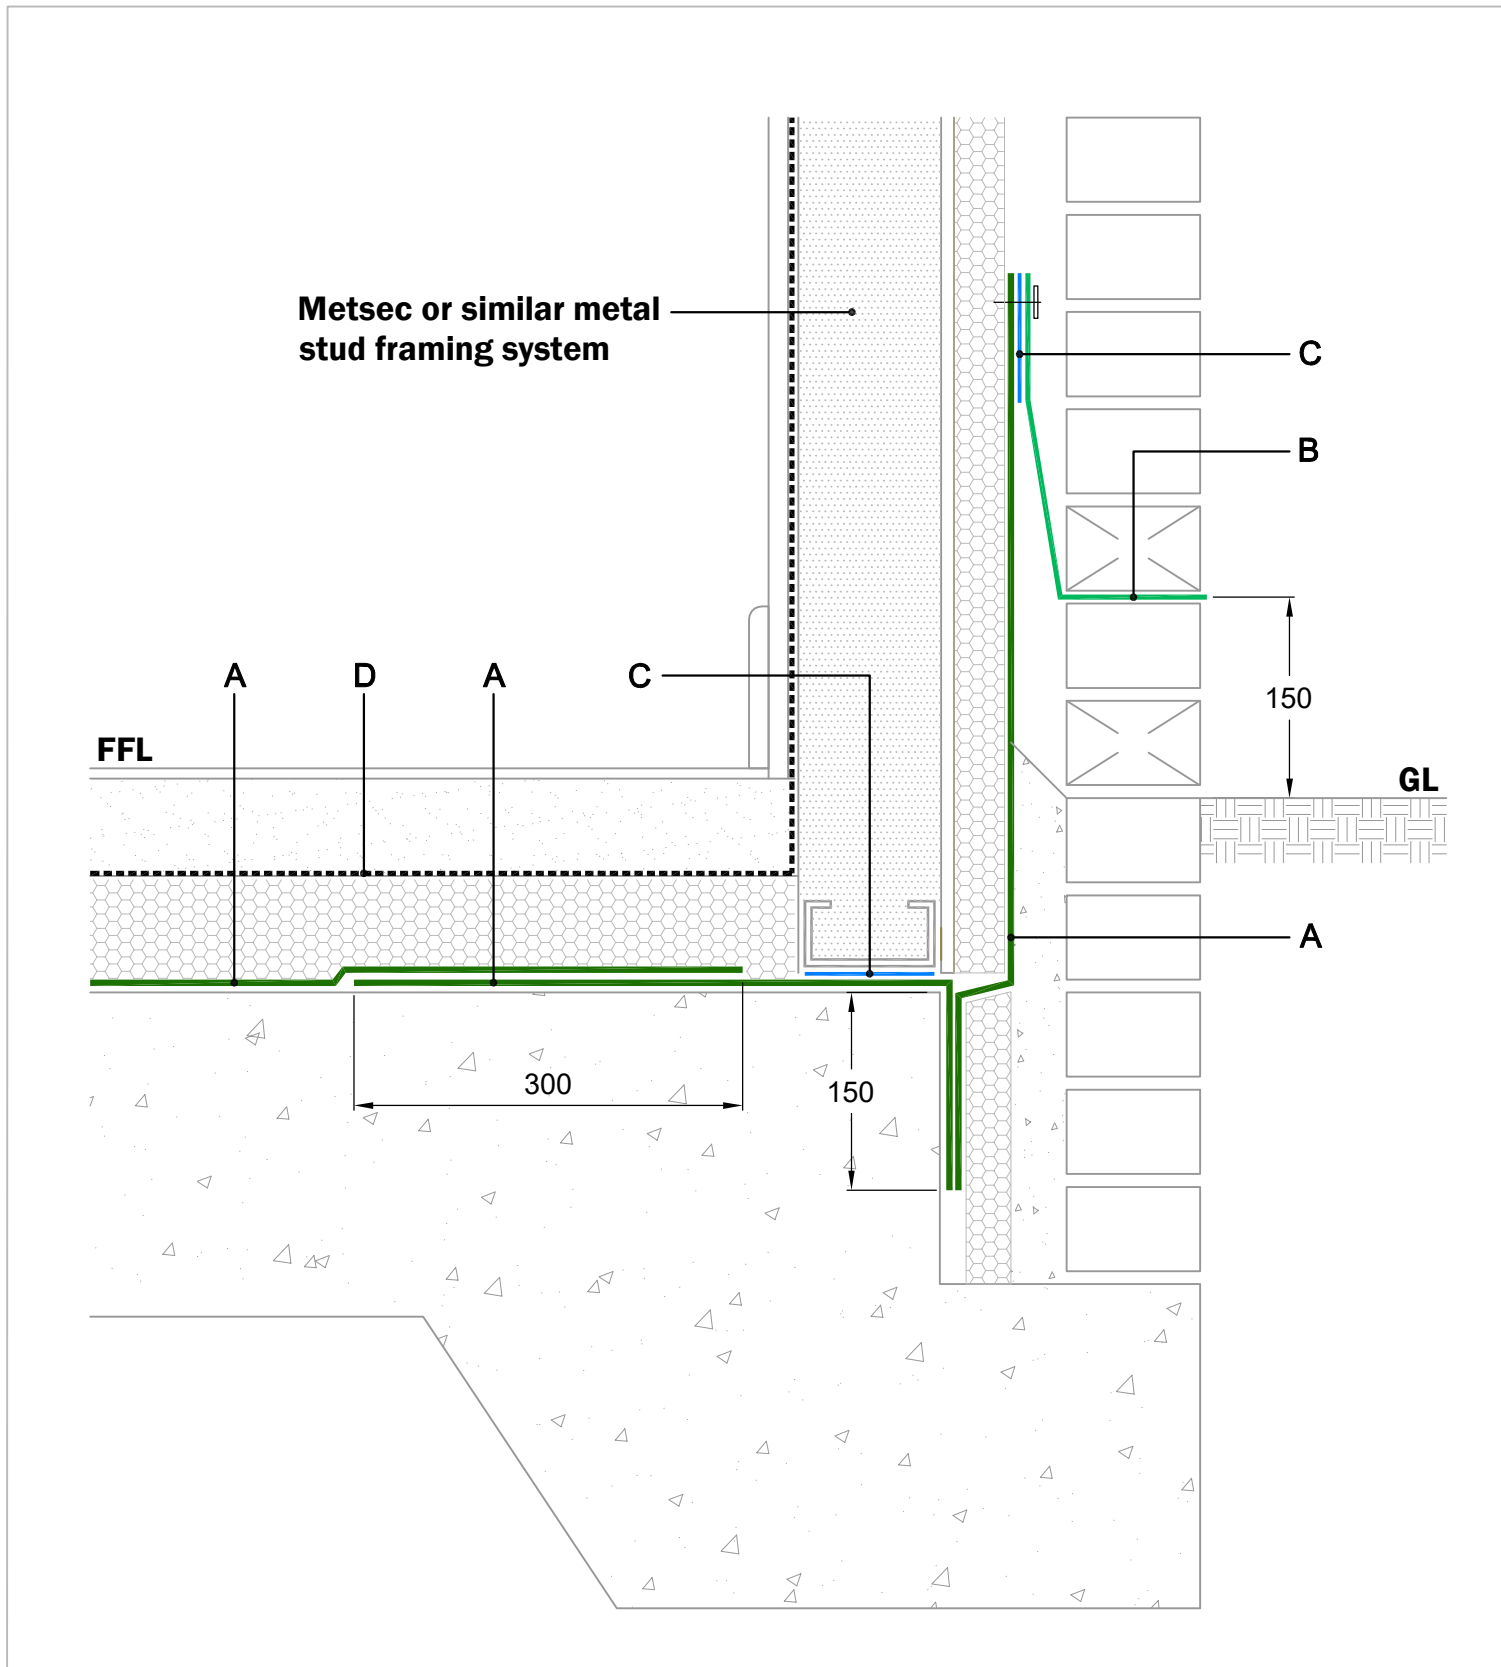 Metsec or similar metal
stud framing system
C
B
A
D
A
C
150
FFL
GL
A
300
150